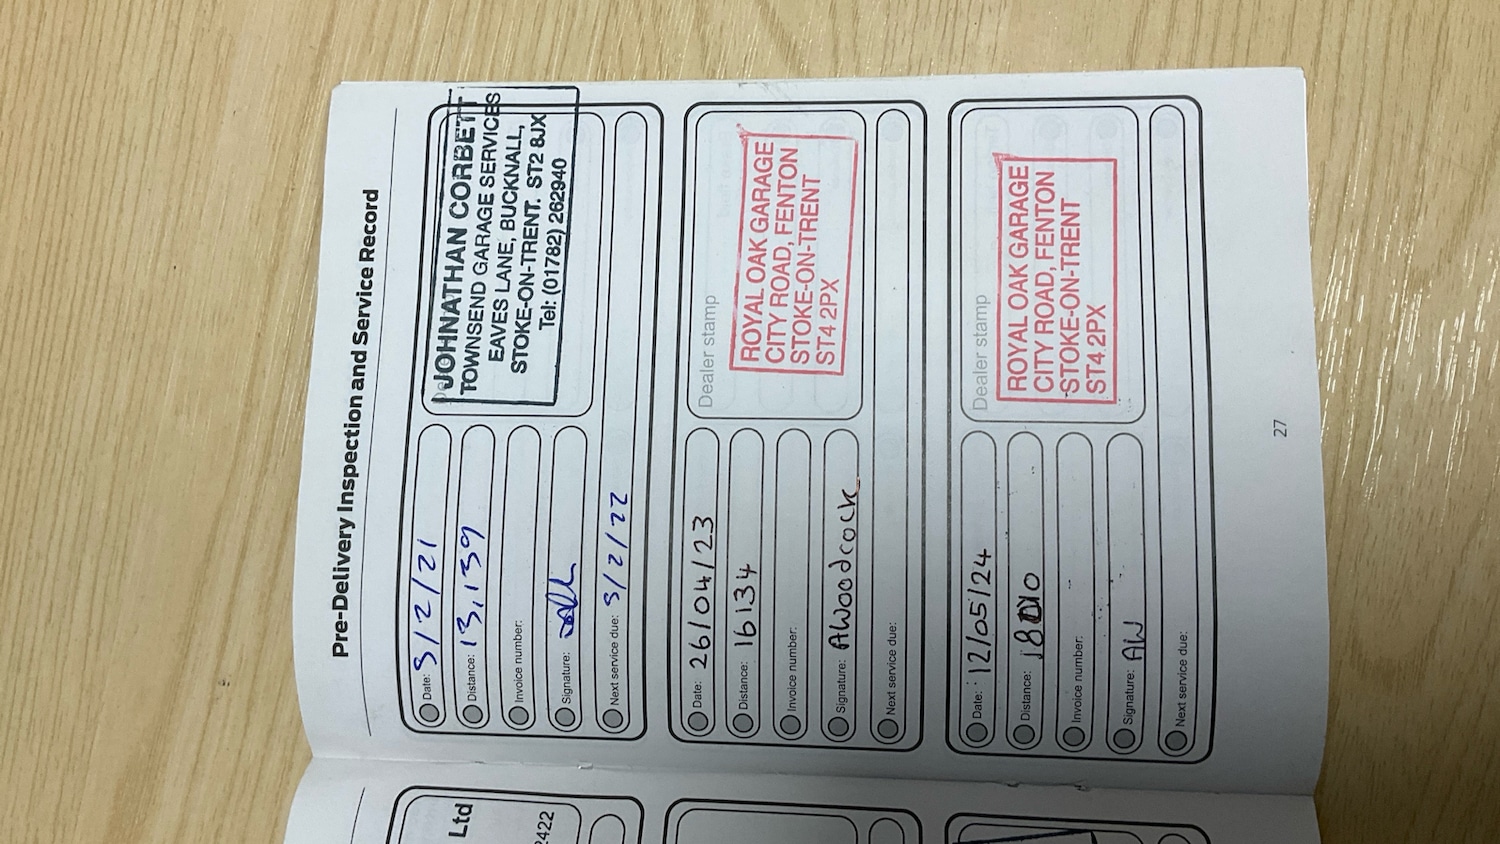 Pre-Delivery Inspection and Service Record
Date: 5/2/21
Distance: 13,139
Invoice number:
Signature:
Next service due: 5/2/22
JOHNATHAN CORBETT
TOWNSEND GARAGE SERVICES
EAVES LANE, BUCKNALL,
STOKE-ON-TRENT. ST2 8JX
Tel: (01782) 262940
Date: 26/04/23
Distance: 16134
Invoice number:
Signature: AWoodcock
Next service due:
Dealer stamp
ROYAL OAK GARAGE
CITY ROAD, FENTON
STOKE-ON-TRENT
ST4 2PX
Date: 12/05/24
Distance:
Invoice number:
Signature: AW
Next service due:
Dealer stamp
ROYAL OAK GARAGE
CITY ROAD, FENTON
STOKE-ON-TRENT
ST4 2PX
27
Ltd
2422